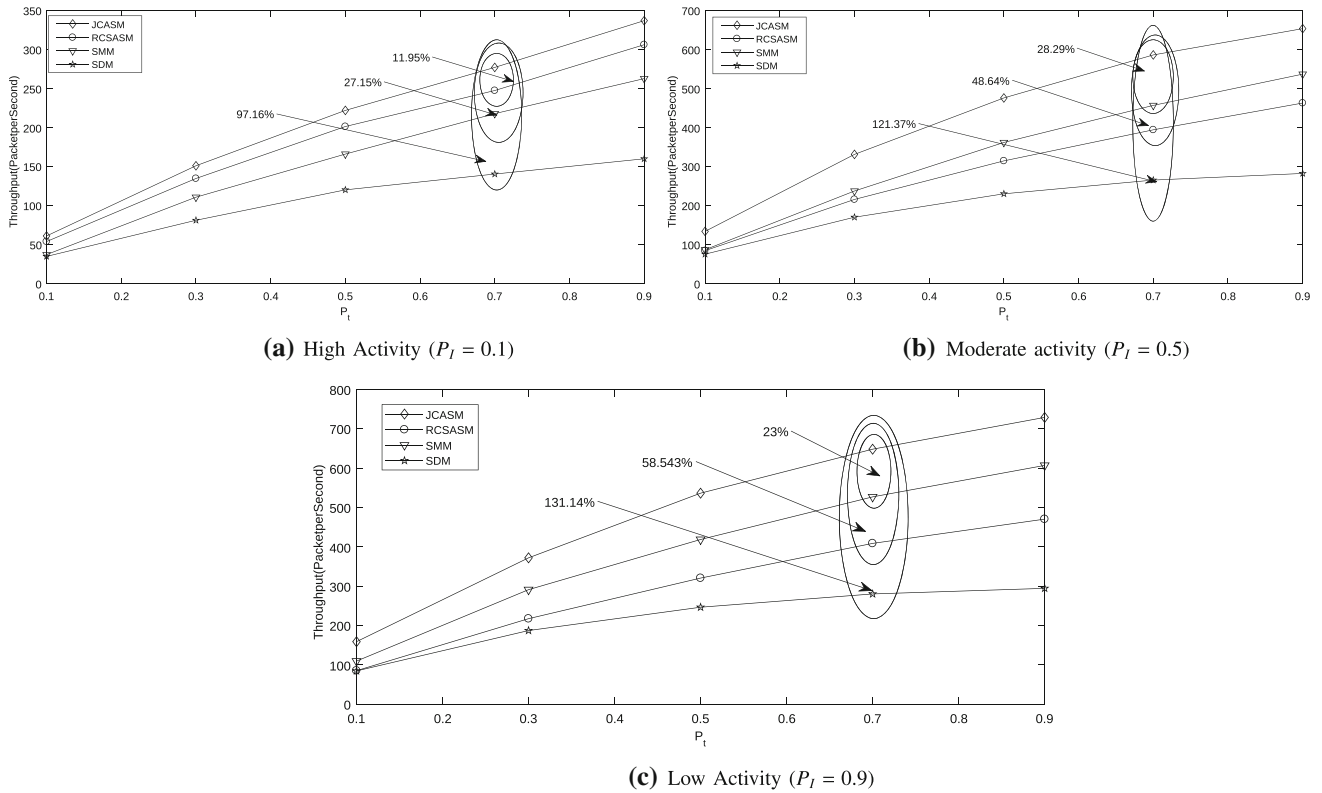 JCASM
RCSASM
SMM
SDM
11.95%
27.15%
97.16%
Throughput(PacketperSecond)
350
300
250
200
150
100
50
0
0.1
0.2
0.3
0.4
0.5
0.6
0.7
0.8
0.9
Pt
(a) High Activity (PI = 0.1)
JCASM
RCSASM
SMM
SDM
28.29%
48.64%
121.37%
Throughput(PacketperSecond)
700
600
500
400
300
200
100
0
0.1
0.2
0.3
0.4
0.5
0.6
0.7
0.8
0.9
Pt
(b) Moderate activity (PI = 0.5)
JCASM
RCSASM
SMM
SDM
23%
58.543%
131.14%
Throughput(PacketperSecond)
800
700
600
500
400
300
200
100
0
0.1
0.2
0.3
0.4
0.5
0.6
0.7
0.8
0.9
Pt
(c) Low Activity (PI = 0.9)